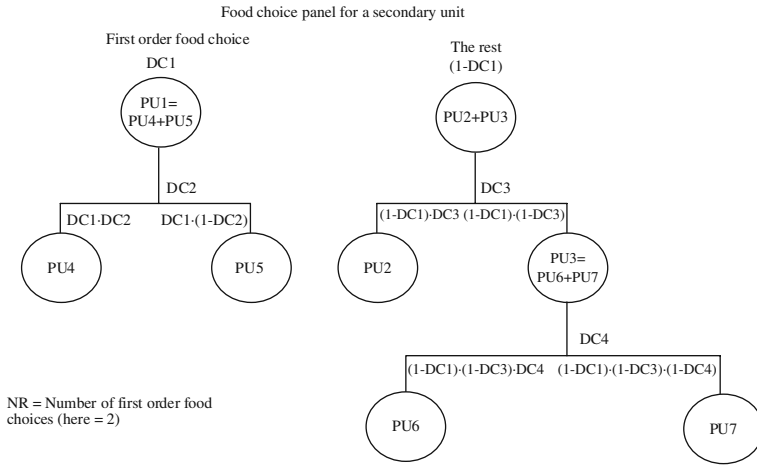 Food choice panel for a secondary unit
First order food choice
DC1
The rest
(1-DC1)
PU1=
PU4+PU5
PU2+PU3
DC2
DC3
DC1·DC2
DC1·(1-DC2)
(1-DC1)·DC3
(1-DC1)·(1-DC3)
PU4
PU5
PU2
PU3=
PU6+PU7
DC4
(1-DC1)·(1-DC3)·DC4
(1-DC1)·(1-DC3)·(1-DC4)
NR = Number of first order food
choices (here = 2)
PU6
PU7